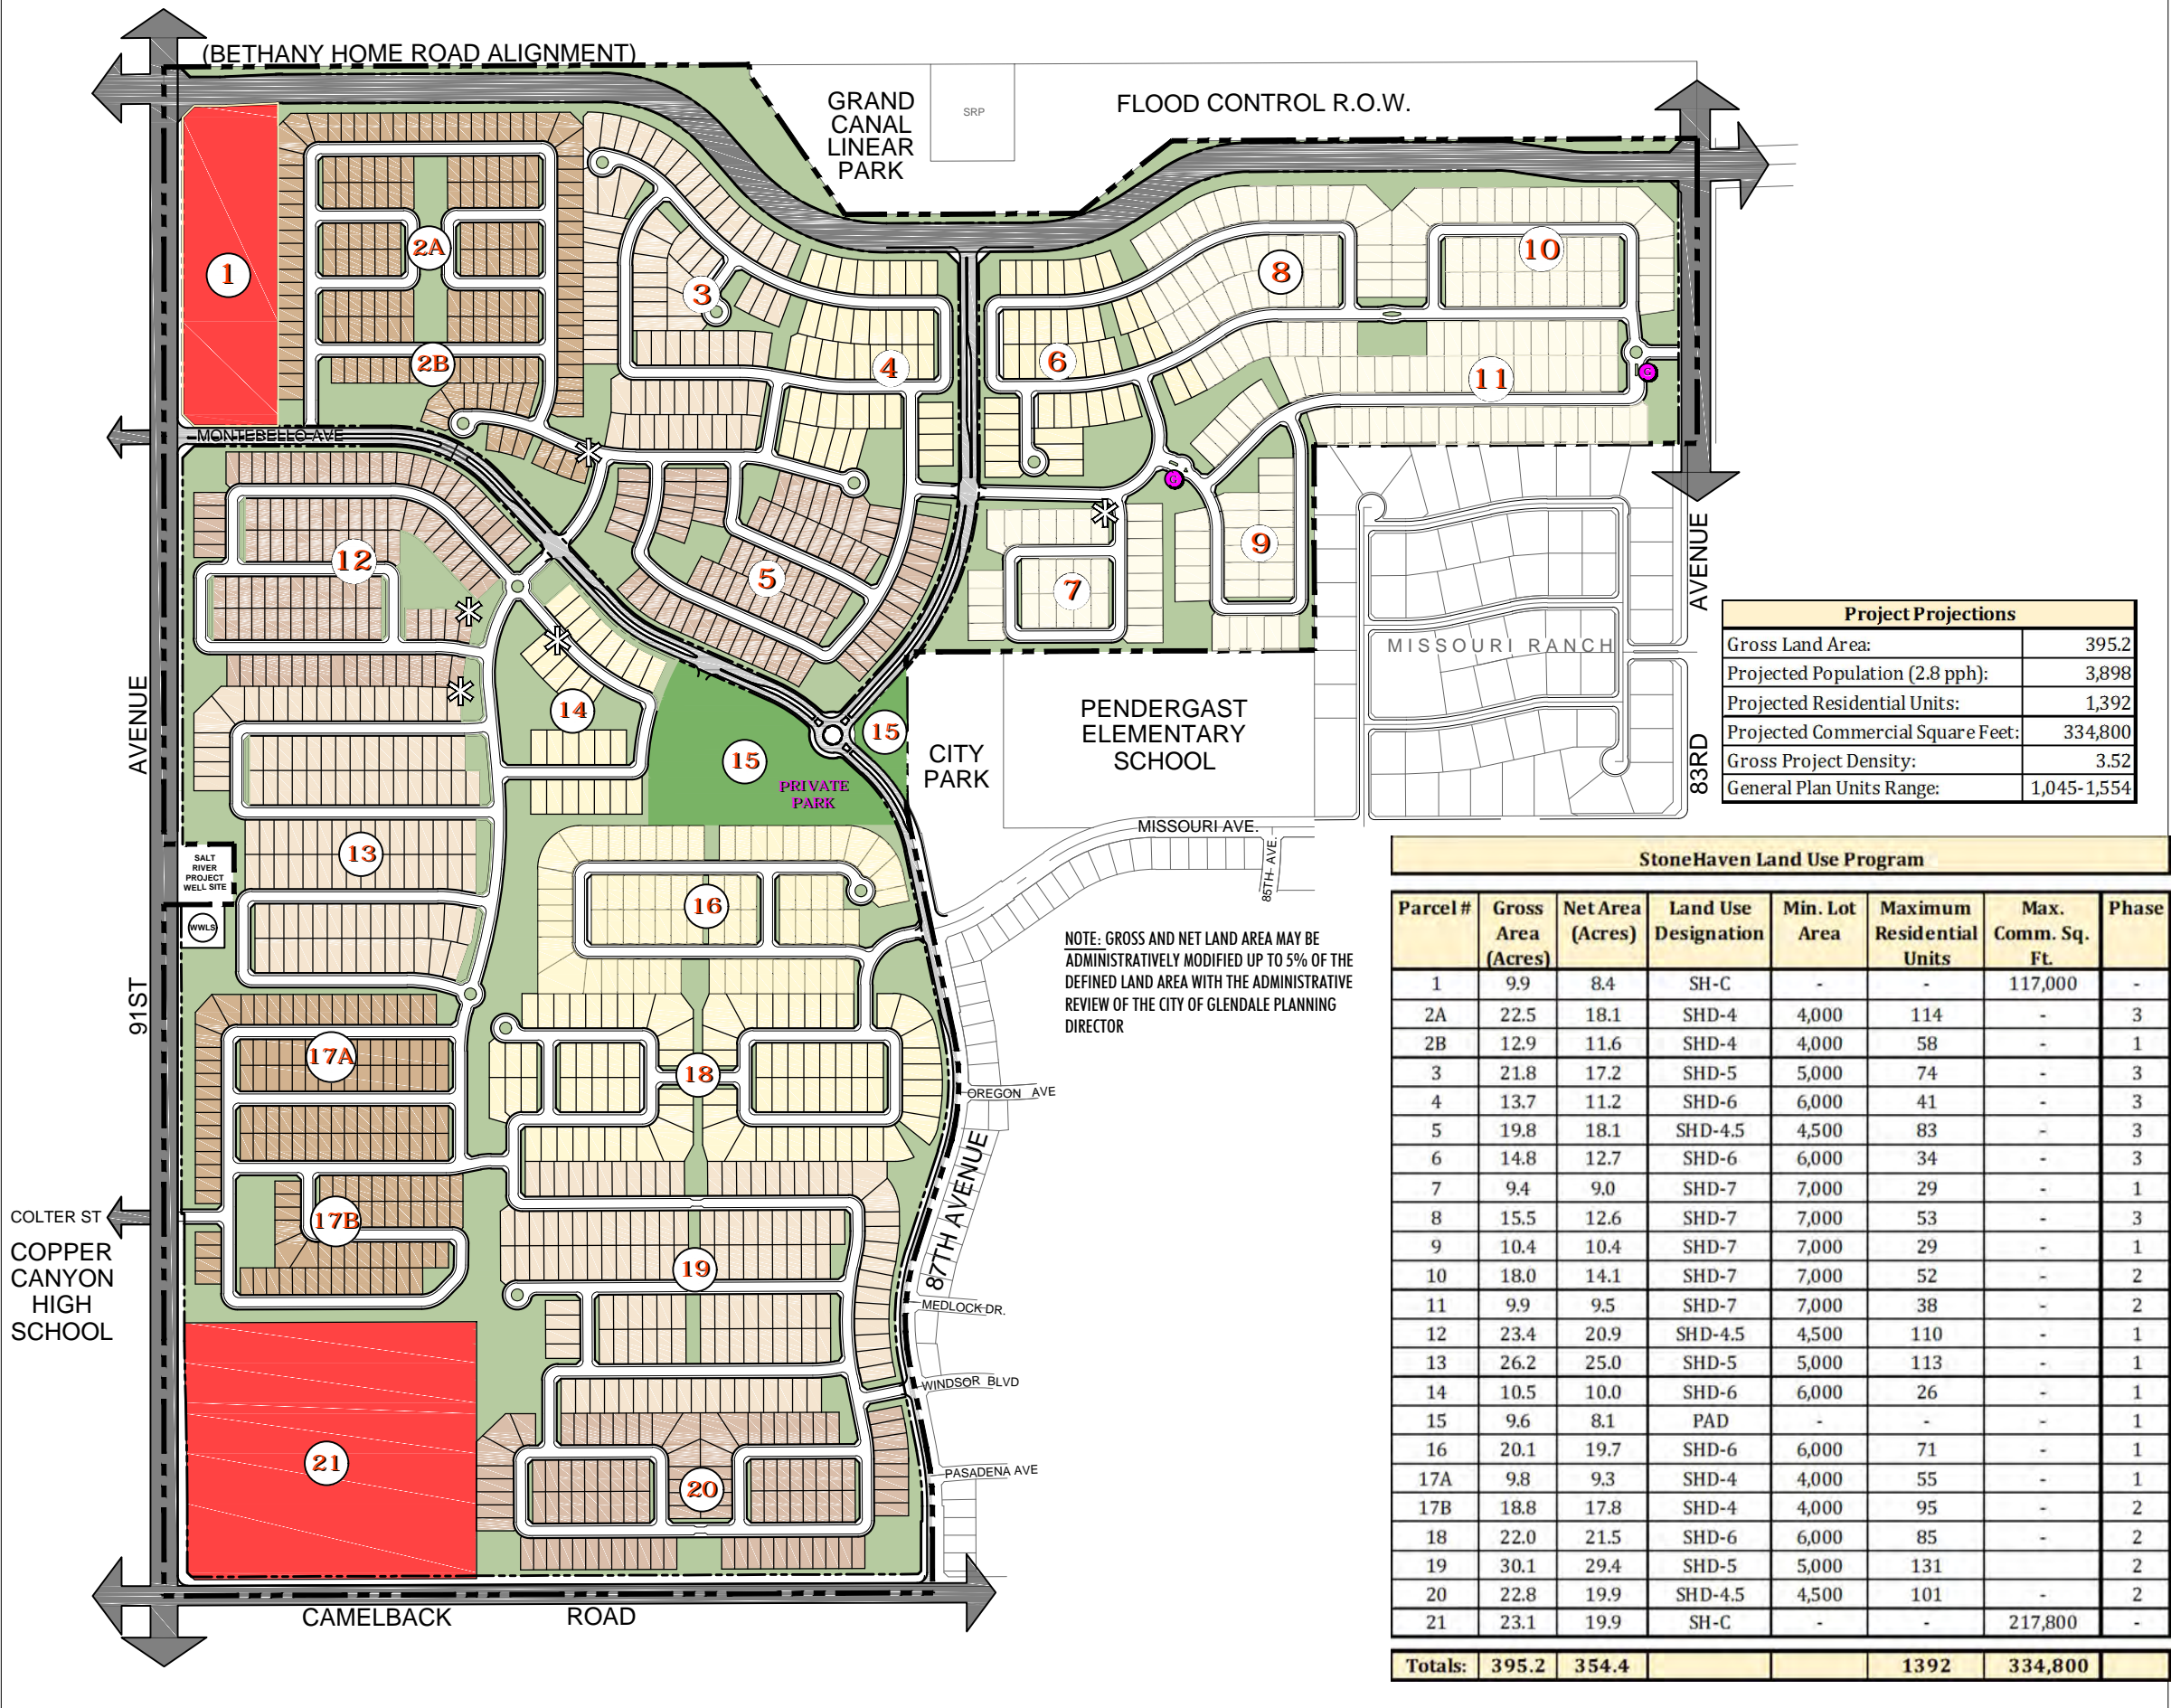 (BETHANY HOME ROAD ALIGNMENT)
GRAND
CANAL
LINEAR
PARK
SRP
FLOOD CONTROL R.O.W.
1
2A
2B
3
4
5
6
7
8
9
10
11
G
G
MONTEBELLO AVE
12
13
14
15
15
PRIVATE
PARK
CITY
PARK
PENDERGAST
ELEMENTARY
SCHOOL
MISSOURI RANCH
83RD AVENUE
91ST AVENUE
SALT
RIVER
PROJECT
WELL SITE
WWLS
MISSOURI AVE.
85TH AVE.
16
17A
17B
18
19
20
21
OREGON AVE
87TH AVENUE
MEDLOCK DR.
WINDSOR BLVD
PASADENA AVE
COLTER ST
COPPER
CANYON
HIGH
SCHOOL
CAMELBACK ROAD
NOTE: GROSS AND NET LAND AREA MAY BE
ADMINISTRATIVELY MODIFIED UP TO 5% OF THE
DEFINED LAND AREA WITH THE ADMINISTRATIVE
REVIEW OF THE CITY OF GLENDALE PLANNING
DIRECTOR
Project Projections
Gross Land Area: 395.2
Projected Population (2.8 pph): 3,898
Projected Residential Units: 1,392
Projected Commercial Square Feet: 334,800
Gross Project Density: 3.52
General Plan Units Range: 1,045-1,554
StoneHaven Land Use Program
Parcel # Gross Area (Acres) Net Area (Acres) Land Use Designation Min. Lot Area Maximum Residential Units Max. Comm. Sq. Ft. Phase
1 9.9 8.4 SH-C - - 117,000 -
2A 22.5 18.1 SHD-4 4,000 114 - 3
2B 12.9 11.6 SHD-4 4,000 58 - 1
3 21.8 17.2 SHD-5 5,000 74 - 3
4 13.7 11.2 SHD-6 6,000 41 - 3
5 19.8 18.1 SHD-4.5 4,500 83 - 3
6 14.8 12.7 SHD-6 6,000 34 - 3
7 9.4 9.0 SHD-7 7,000 29 - 1
8 15.5 12.6 SHD-7 7,000 53 - 3
9 10.4 10.4 SHD-7 7,000 29 - 1
10 18.0 14.1 SHD-7 7,000 52 - 2
11 9.9 9.5 SHD-7 7,000 38 - 2
12 23.4 20.9 SHD-4.5 4,500 110 - 1
13 26.2 25.0 SHD-5 5,000 113 - 1
14 10.5 10.0 SHD-6 6,000 26 - 1
15 9.6 8.1 PAD - - - 1
16 20.1 19.7 SHD-6 6,000 71 - 1
17A 9.8 9.3 SHD-4 4,000 55 - 1
17B 18.8 17.8 SHD-4 4,000 95 - 2
18 22.0 21.5 SHD-6 6,000 85 - 2
19 30.1 29.4 SHD-5 5,000 131 2
20 22.8 19.9 SHD-4.5 4,500 101 - 2
21 23.1 19.9 SH-C - - 217,800 -
Totals: 395.2 354.4 1392 334,800